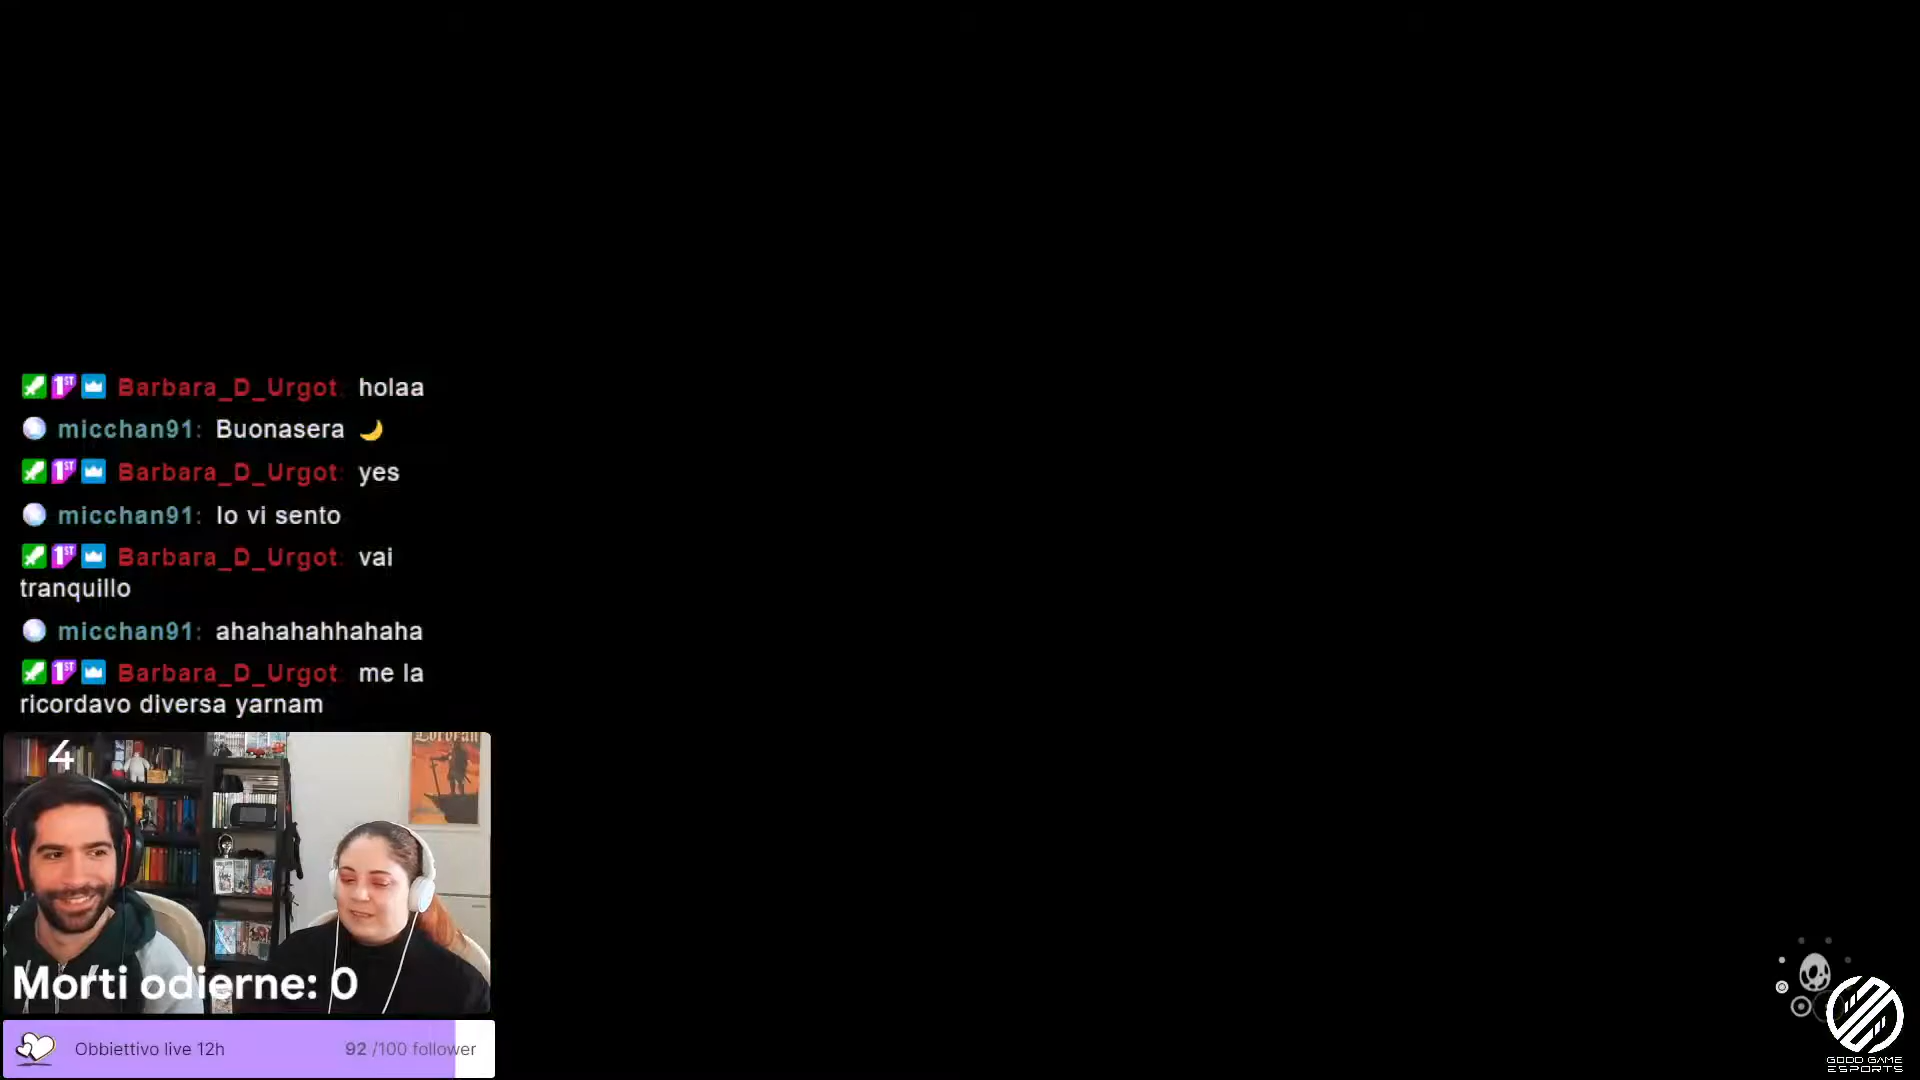 Barbara_D_Urgot: holaa
micchan91: Buonasera
Barbara_D_Urgot: yes
micchan91: Io vi sento
Barbara_D_Urgot: vai
tranquillo
micchan91: ahahahahhahaha
Barbara_D_Urgot: me la
ricordavo diversa yarnam
4
Lordran
Morti odierne: 0
Obbiettivo live 12h 92 /100 follower
GOOD GAME
ESPORTS